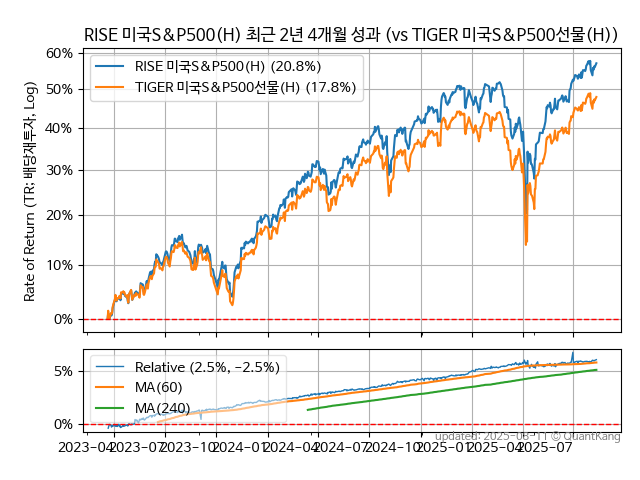 RISE 미국S&P500(H) 최근 2년 4개월 성과 (vs TIGER 미국S&P500선물(H))
60%
50%
40%
30%
20%
10%
0%
Rate of Return (TR: 배당재투자, Log)
RISE 미국S&P500(H) (20.8%)
TIGER 미국S&P500선물(H) (17.8%)
5%
0%
Relative (2.5%, -2.5%)
MA(60)
MA(240)
2023-04 2023-07 2023-10 2024-01 2024-04 2024-07 2024-10 2025-01 2025-04 2025-07
© QuantKang